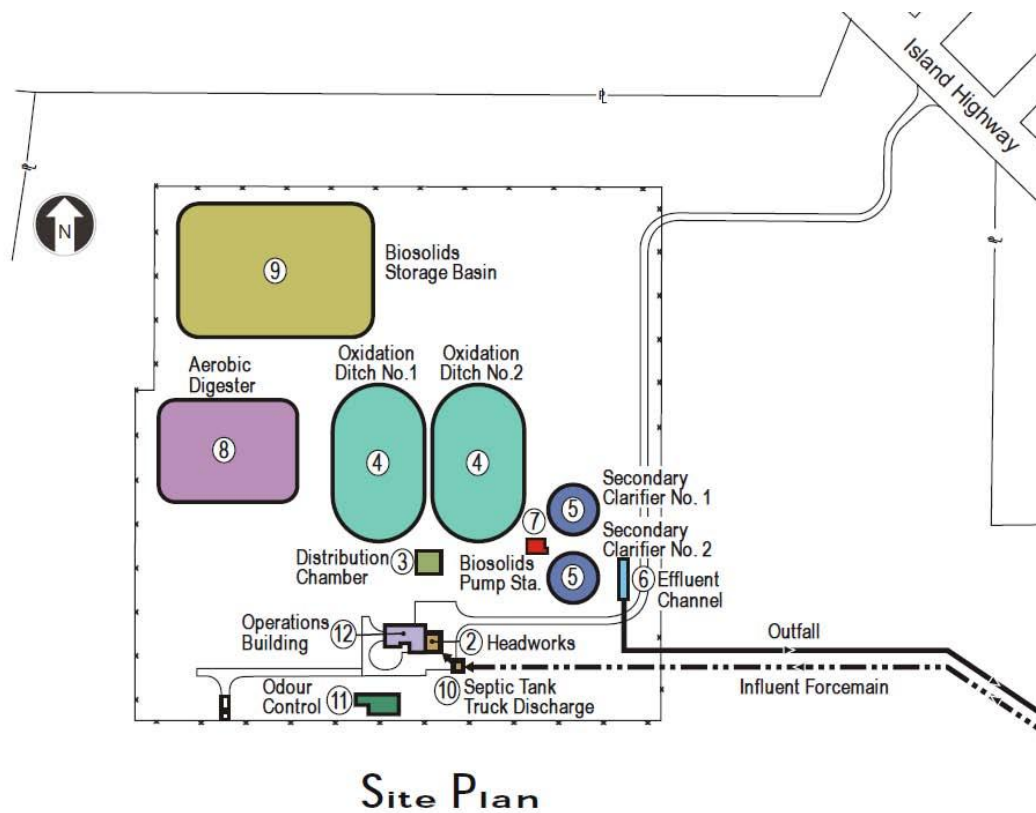 Island Highway
PL
PL
PL
N
9
Biosolids
Storage Basin
Aerobic
Digester
8
Oxidation
Ditch No.1
4
Oxidation
Ditch No.2
4
Secondary
Clarifier No. 1
5
7
Secondary
Clarifier No. 2
5
Distribution
Chamber
3
Biosolids
Pump Sta.
6
Effluent
Channel
Operations
Building
12
2
Headworks
Outfall
Influent Forcemain
Odour
Control
11
10
Septic Tank
Truck Discharge
Site Plan